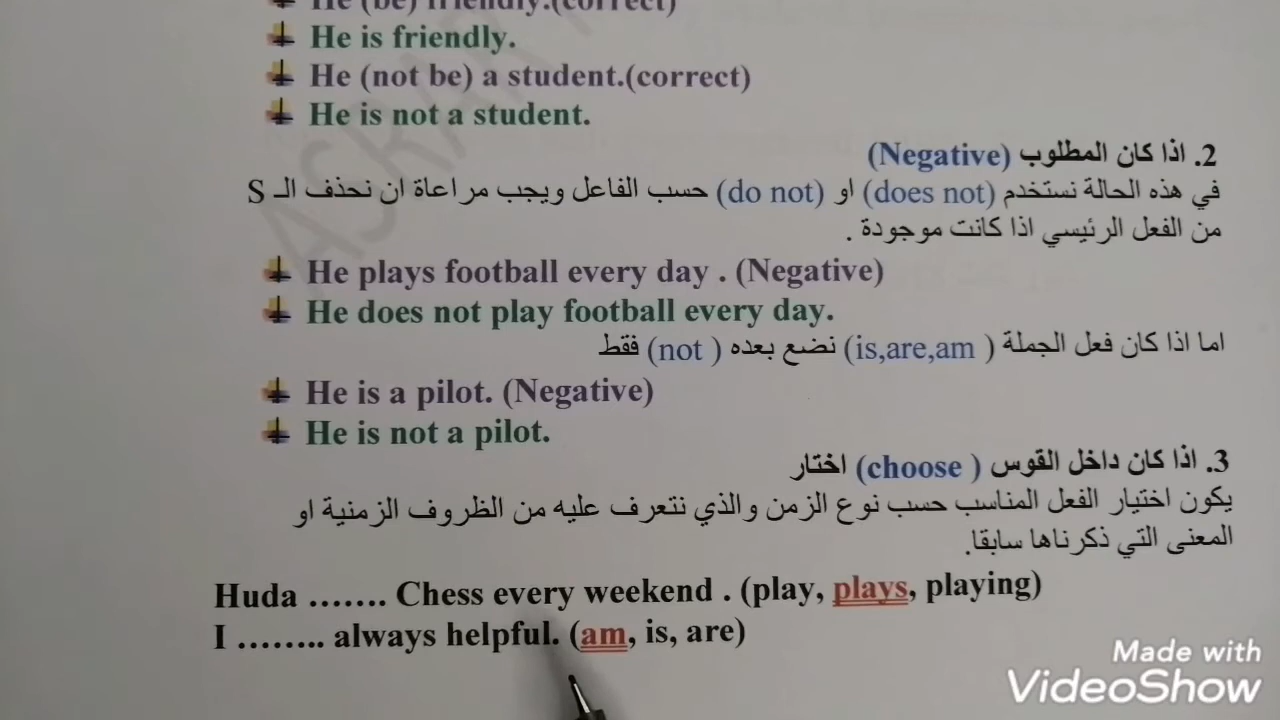 He (be) friendly.(correct)
He is friendly.
He (not be) a student.(correct)
He is not a student.
2. اذا كان المطلوب (Negative)
في هذه الحالة نستخدم (does not) او (do not) حسب الفاعل ويجب مراعاة ان نحذف الـ S
من الفعل الرئيسي اذا كانت موجودة .
He plays football every day . (Negative)
He does not play football every day.
اما اذا كان فعل الجملة ( is,are,am) نضع بعده ( not) فقط
He is a pilot. (Negative)
He is not a pilot.
3. اذا كان داخل القوس ( choose) اختار
يكون اختيار الفعل المناسب حسب نوع الزمن والذي نتعرف عليه من الظروف الزمنية او
المعنى التي ذكرناها سابقا.
Huda ……. Chess every weekend . (play, plays, playing)
I …….. always helpful. (am, is, are)
Made with
VideoShow